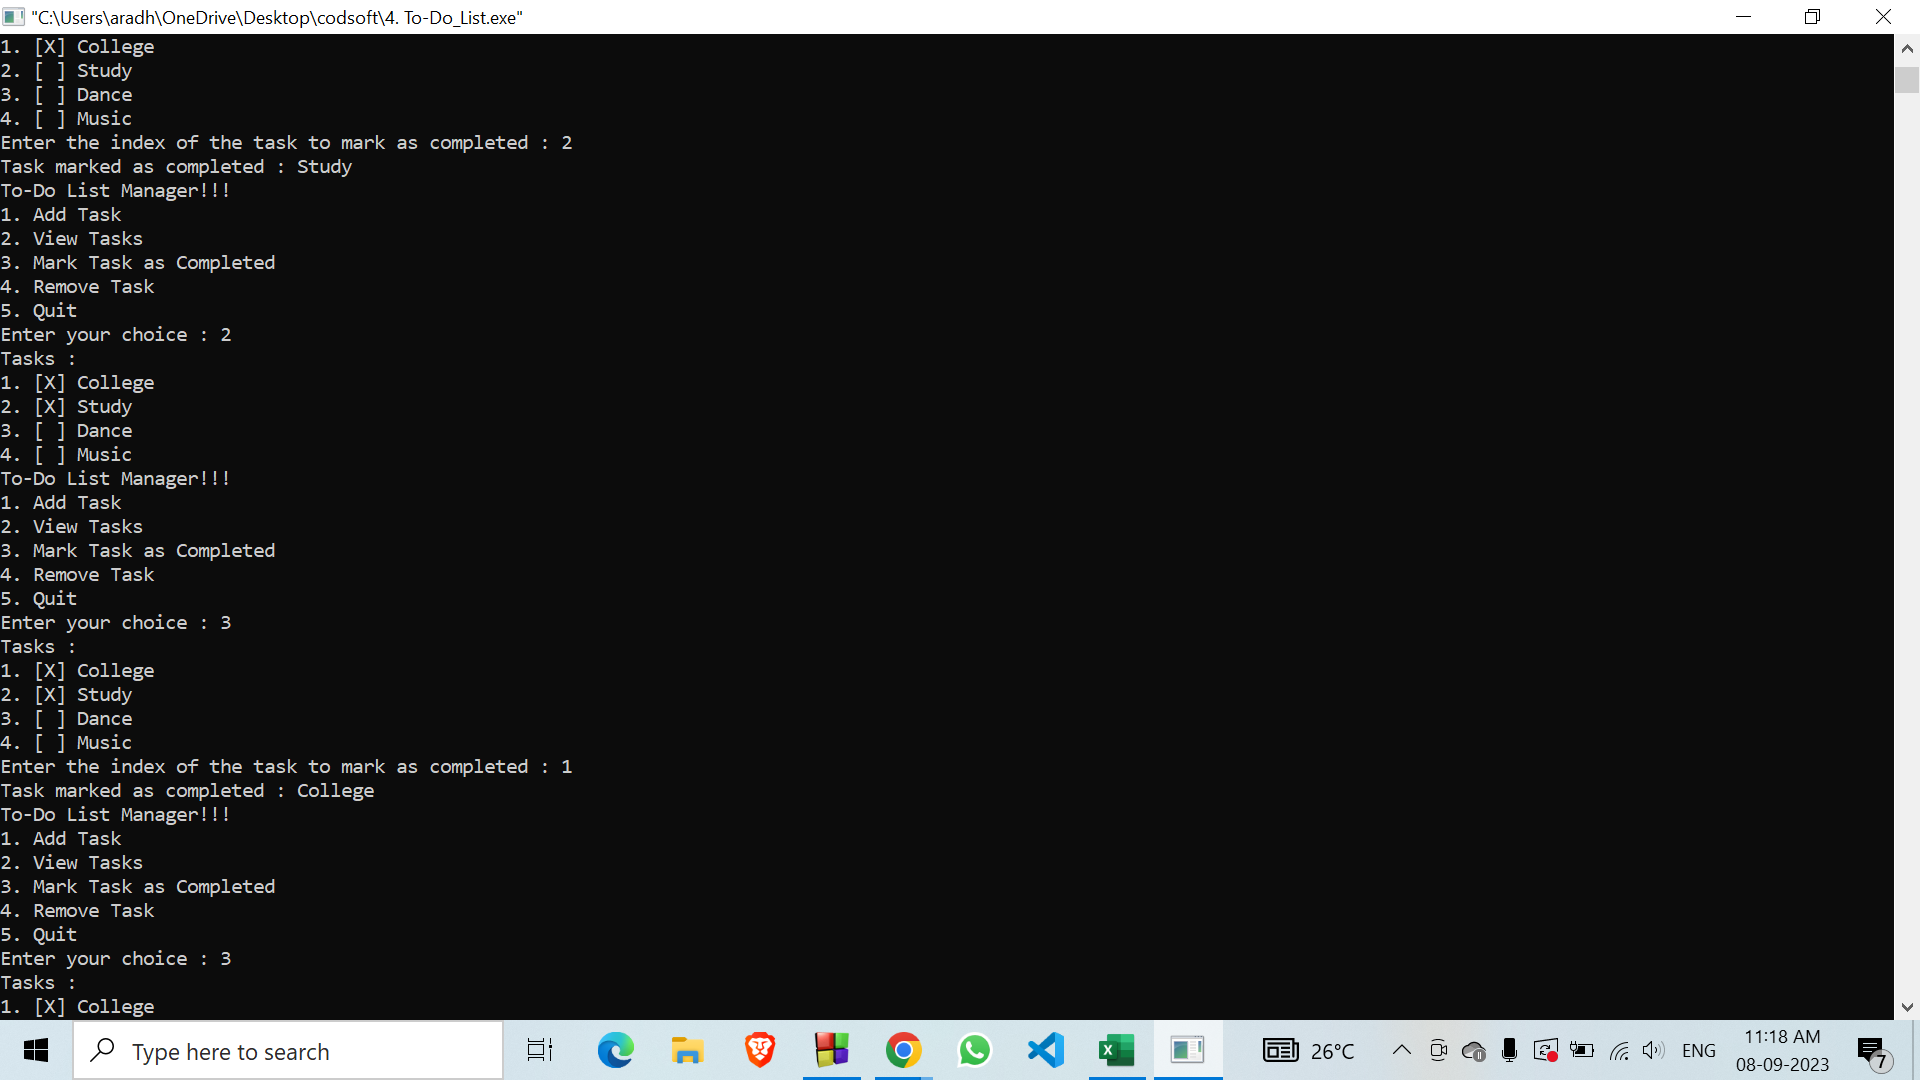 "C:\Users\aradh\OneDrive\Desktop\codsoft\4. To-Do_List.exe"
1. [X] College
2. [ ] Study
3. [ ] Dance
4. [ ] Music
Enter the index of the task to mark as completed : 2
Task marked as completed : Study
To-Do List Manager!!!
1. Add Task
2. View Tasks
3. Mark Task as Completed
4. Remove Task
5. Quit
Enter your choice : 2
Tasks :
1. [X] College
2. [X] Study
3. [ ] Dance
4. [ ] Music
To-Do List Manager!!!
1. Add Task
2. View Tasks
3. Mark Task as Completed
4. Remove Task
5. Quit
Enter your choice : 3
Tasks :
1. [X] College
2. [X] Study
3. [ ] Dance
4. [ ] Music
Enter the index of the task to mark as completed : 1
Task marked as completed : College
To-Do List Manager!!!
1. Add Task
2. View Tasks
3. Mark Task as Completed
4. Remove Task
5. Quit
Enter your choice : 3
Tasks :
1. [X] College
Type here to search
26°C
ENG
11:18 AM
08-09-2023
7